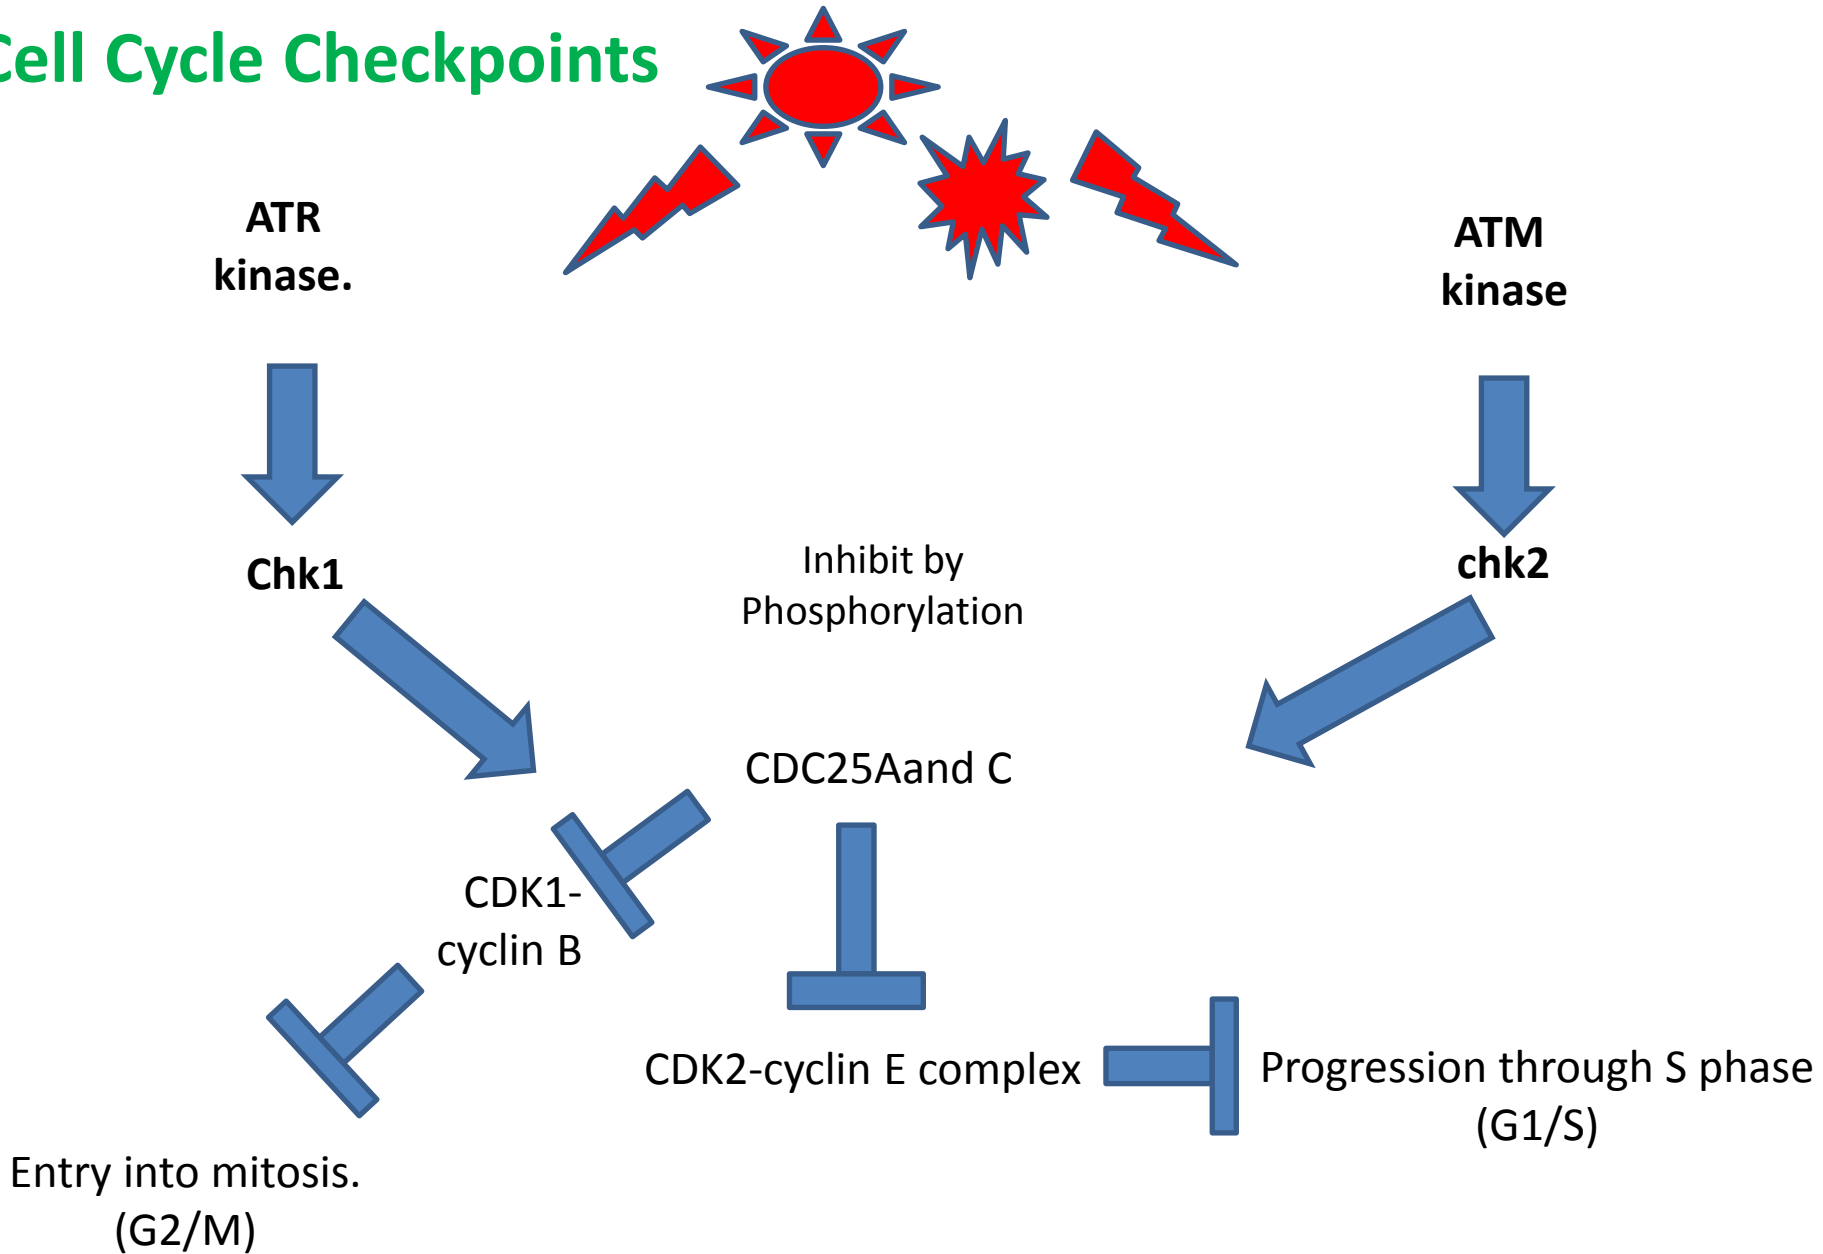 Cell Cycle Checkpoints
ATR
kinase.
ATM
kinase
Chk1
Inhibit by
Phosphorylation
chk2
CDC25Aand C
CDK1-
cyclin B
CDK2-cyclin E complex
Progression through S phase
(G1/S)
Entry into mitosis.
(G2/M)